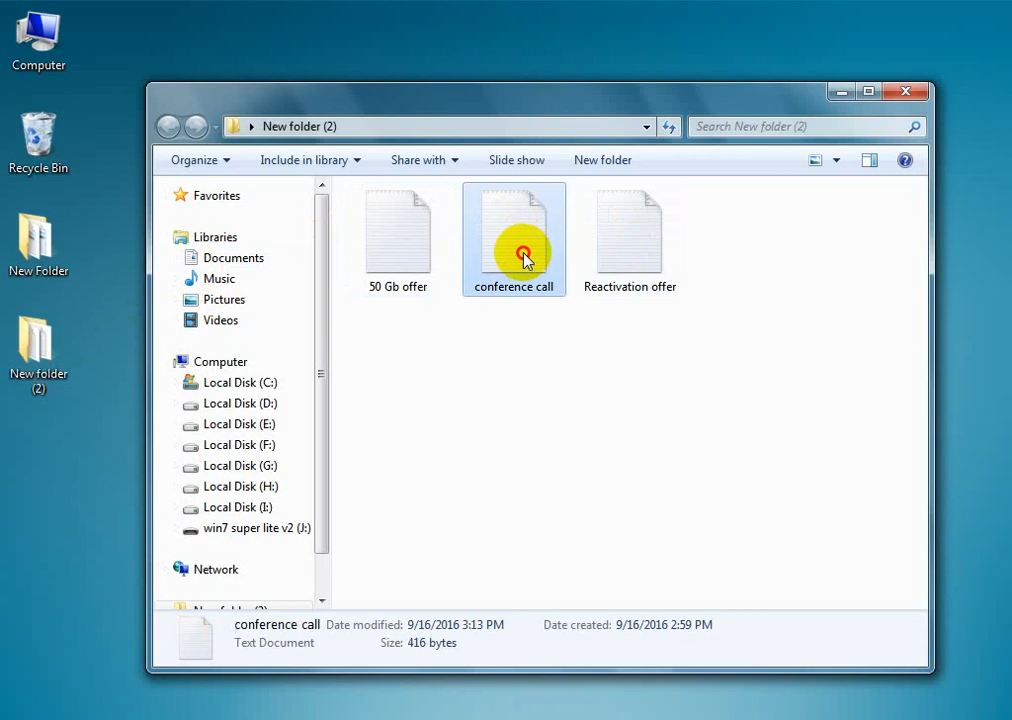 Computer
Recycle Bin
New Folder
New folder
(2)
New folder (2)
Search New folder (2)
Organize
Include in library
Share with
Slide show
New folder
Favorites
Libraries
Documents
Music
Pictures
Videos
Computer
Local Disk (C:)
Local Disk (D:)
Local Disk (E:)
Local Disk (F:)
Local Disk (G:)
Local Disk (H:)
Local Disk (I:)
win7 super lite v2 (J:)
Network
New folder (2)
50 Gb offer
conference call
Reactivation offer
conference call Date modified: 9/16/2016 3:13 PM Date created: 9/16/2016 2:59 PM
Text Document Size: 416 bytes